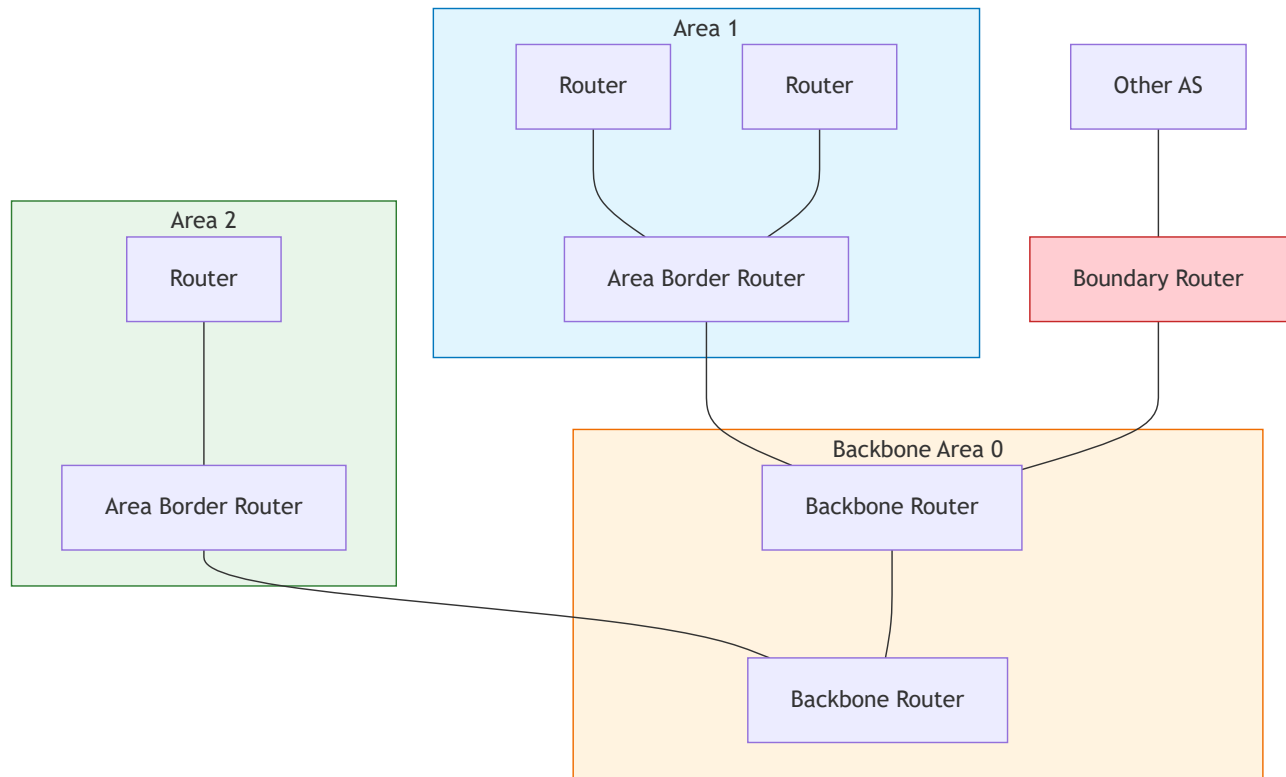 Area 1
Router
Router
Other AS
Area 2
Router
Area Border Router
Boundary Router
Backbone Area 0
Area Border Router
Backbone Router
Backbone Router